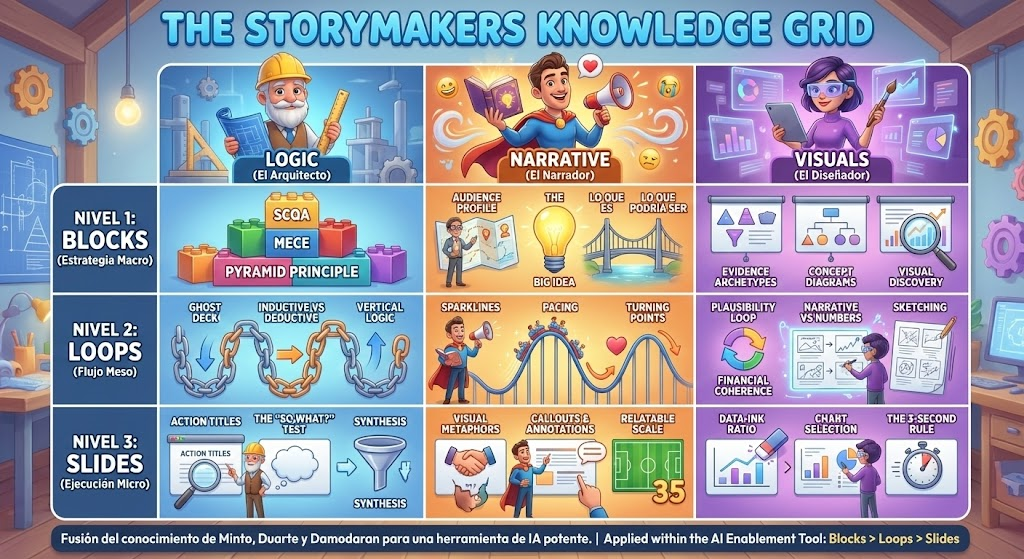 THE STORYMAKERS KNOWLEDGE GRID
LOGIC
(El Arquitecto)
NARRATIVE
(El Narrador)
VISUALS
(El Diseñador)
NIVEL 1:
BLOCKS
(Estrategia Macro)
SCQA
MECE
PYRAMID PRINCIPLE
AUDIENCE
PROFILE
THE
BIG IDEA
LO QUE
ES
LO QUE
PODRÍA SER
EVIDENCE
ARCHETYPES
CONCEPT
DIAGRAMS
VISUAL
DISCOVERY
NIVEL 2:
LOOPS
(Flujo Meso)
GHOST
DECK
INDUCTIVE VS
DEDUCTIVE
VERTICAL
LOGIC
SPARKLINES
PACING
TURNING
POINTS
PLAUSIBILITY
LOOP
FINANCIAL
COHERENCE
NARRATIVE
VS NUMBERS
SKETCHING
NIVEL 3:
SLIDES
(Ejecución Micro)
ACTION TITLES
ACTION TITLES
THE "SO WHAT?"
TEST
SYNTHESIS
SYNTHESIS
VISUAL
METAPHORS
CALLOUTS &
ANNOTATIONS
RELATABLE
SCALE
35
DATA-INK
RATIO
CHART
SELECTION
THE 3-SECOND
RULE
Fusión del conocimiento de Minto, Duarte y Damodaran para una herramienta de IA potente. | Applied within the AI Enablement Tool: Blocks > Loops > Slides